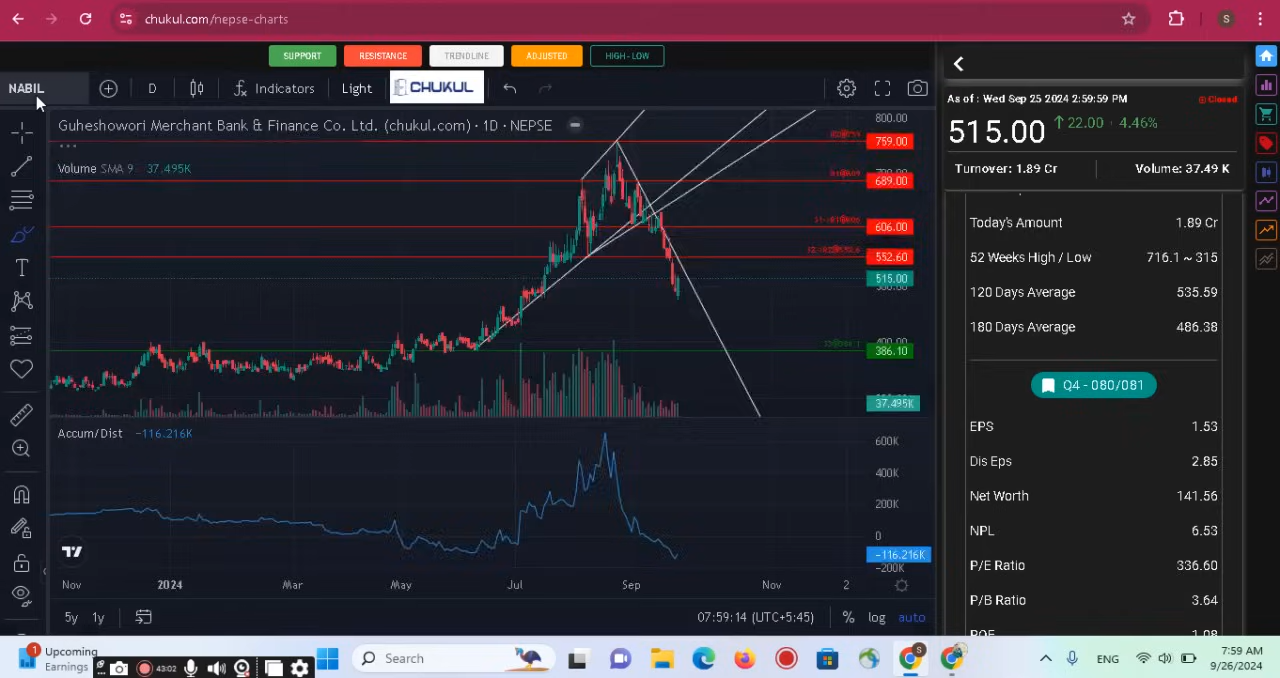 chukul.com/nepse-charts
S
SUPPORT
RESISTANCE
TRENDLINE
ADJUSTED
HIGH-LOW
NABIL
D
Indicators
Light
CHUKUL
Guheshowori Merchant Bank & Finance Co. Ltd. (chukul.com) · 1D · NEPSE
Volume SMA 9 37.495K
800.00
759.00
689.00
606.00
552.60
515.00
386.10
37.495K
Accum/Dist −116.216K
600K
400K
200K
0
−116.216K
−200K
Nov 2024 Mar May Jul Sep Nov 2
5y 1y
07:59:14 (UTC+5:45)
% log auto
As of : Wed Sep 25 2024 2:59:59 PM
Closed
515.00 22.00 · 4.46%
Turnover: 1.89 Cr
Volume: 37.49 K
Today's Amount 1.89 Cr
52 Weeks High / Low 716.1 ~ 315
120 Days Average 535.59
180 Days Average 486.38
Q4 - 080/081
EPS 1.53
Dis Eps 2.85
Net Worth 141.56
NPL 6.53
P/E Ratio 336.60
P/B Ratio 3.64
ROE 1.08
1
Upcoming
Earnings
43:02
Search
S
ENG
7:59 AM
9/26/2024